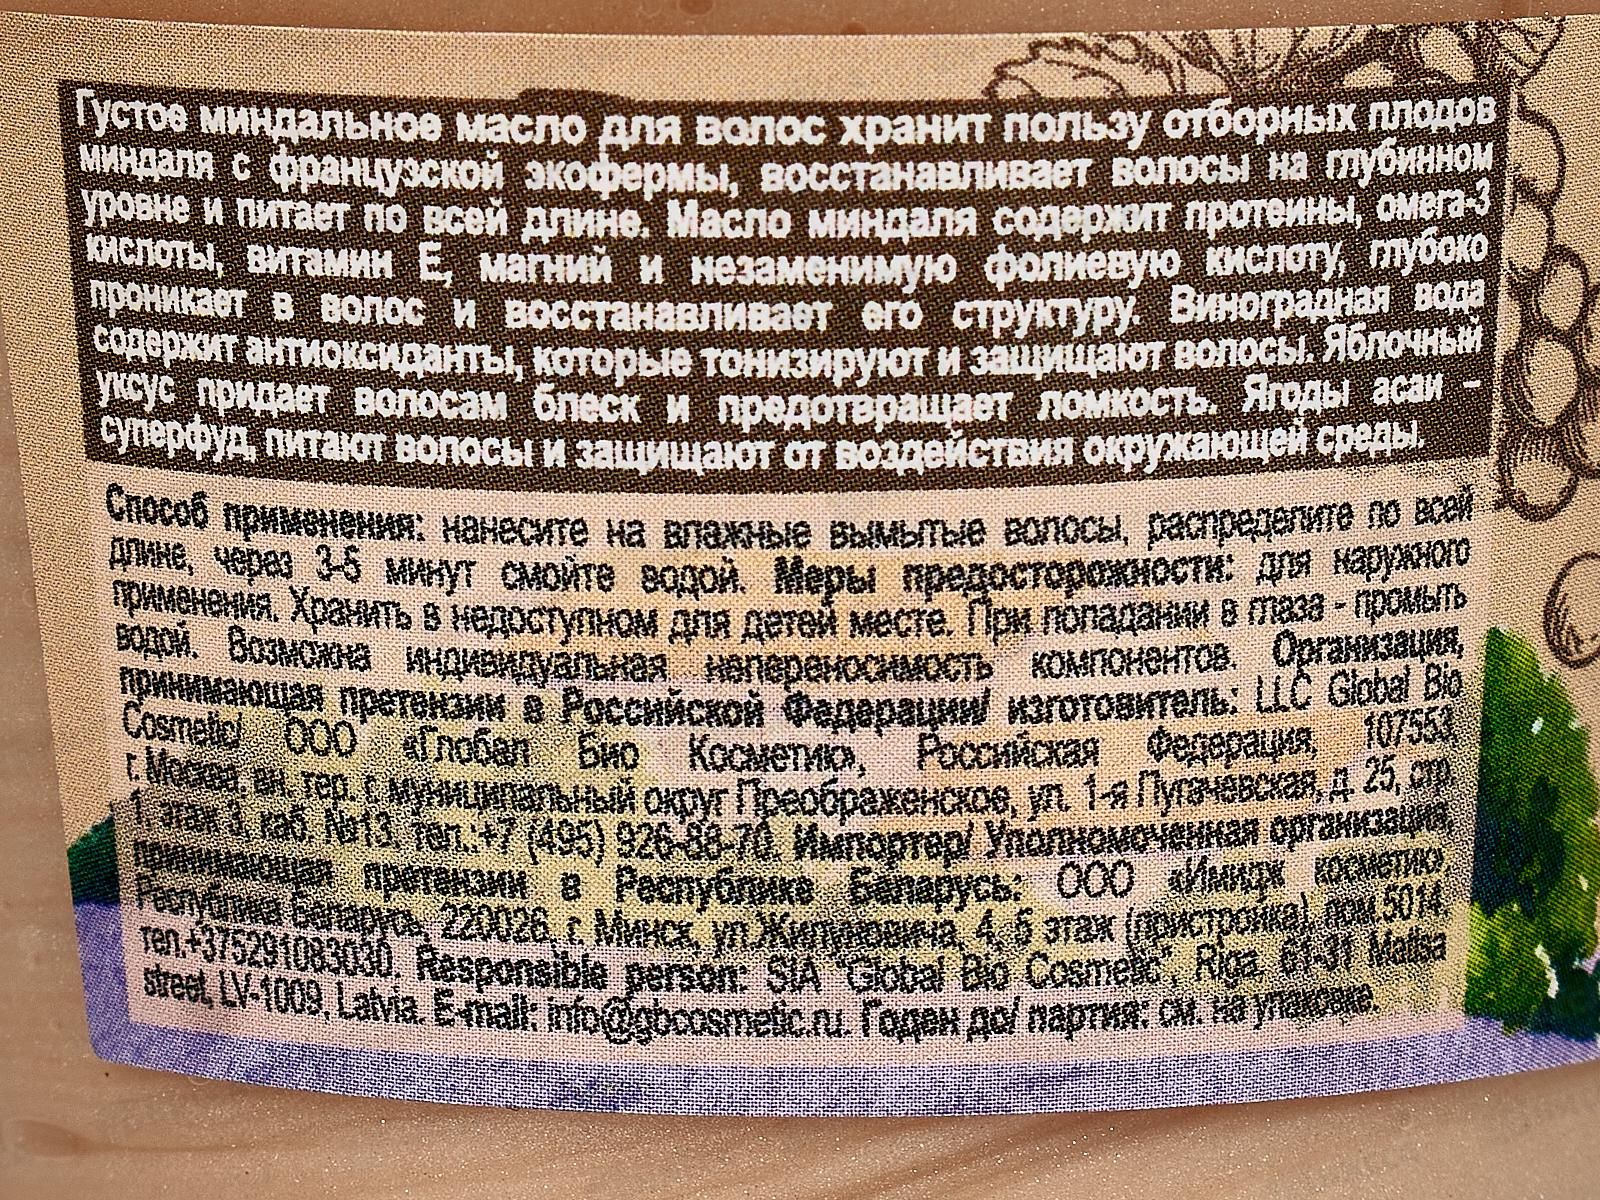 Густое миндальное масло для волос хранит пользу отборных плодов
миндаля с французской экофермы, восстанавливает волосы на глубинном
уровне и питает по всей длине. Масло миндаля содержит протеины, омега-3
кислоты, витамин Е, магний и незаменимую фолиевую кислоту, глубоко
проникает в волос и восстанавливает его структуру. Виноградная вода
содержит антиоксиданты, которые тонизируют и защищают волосы. Яблочный
уксус придает волосам блеск и предотвращает ломкость. Ягоды асаи -
суперфуд, питают волосы и защищают от воздействия окружающей среды.
Способ применения: нанесите на влажные вымытые волосы, распределите по всей
длине, через 3-5 минут смойте водой. Меры предосторожности: для наружного
применения. Хранить в недоступном для детей месте. При попадании в глаза - промыть
водой. Возможна индивидуальная непереносимость компонентов. Организация,
принимающая претензии в Российской Федерации/ изготовитель: LLC Global Bio
Cosmetic/ ООО «Глобал Био Косметик», Российская Федерация, 107553,
г. Москва, вн. тер. г. муниципальный округ Преображенское, ул. 1-я Пугачевская, д. 25, стр.
1, этаж 3, каб. №13, тел.:+7 (495) 926-88-70. Импортер/ Уполномоченная организация,
принимающая претензии в Республике Беларусь: ООО «Имидж косметик»
Республика Беларусь, 220026, г. Минск, ул.Жилуновича, 4, 5 этаж (пристройка), пом.5014,
тел.+375291083030. Responsible person: SIA "Global Bio Cosmetic", Riga. 61-31 Matisa
street, LV-1009, Latvia. E-mail: info@gbcosmetic.ru. Годен до/ партия: см. на упаковке.